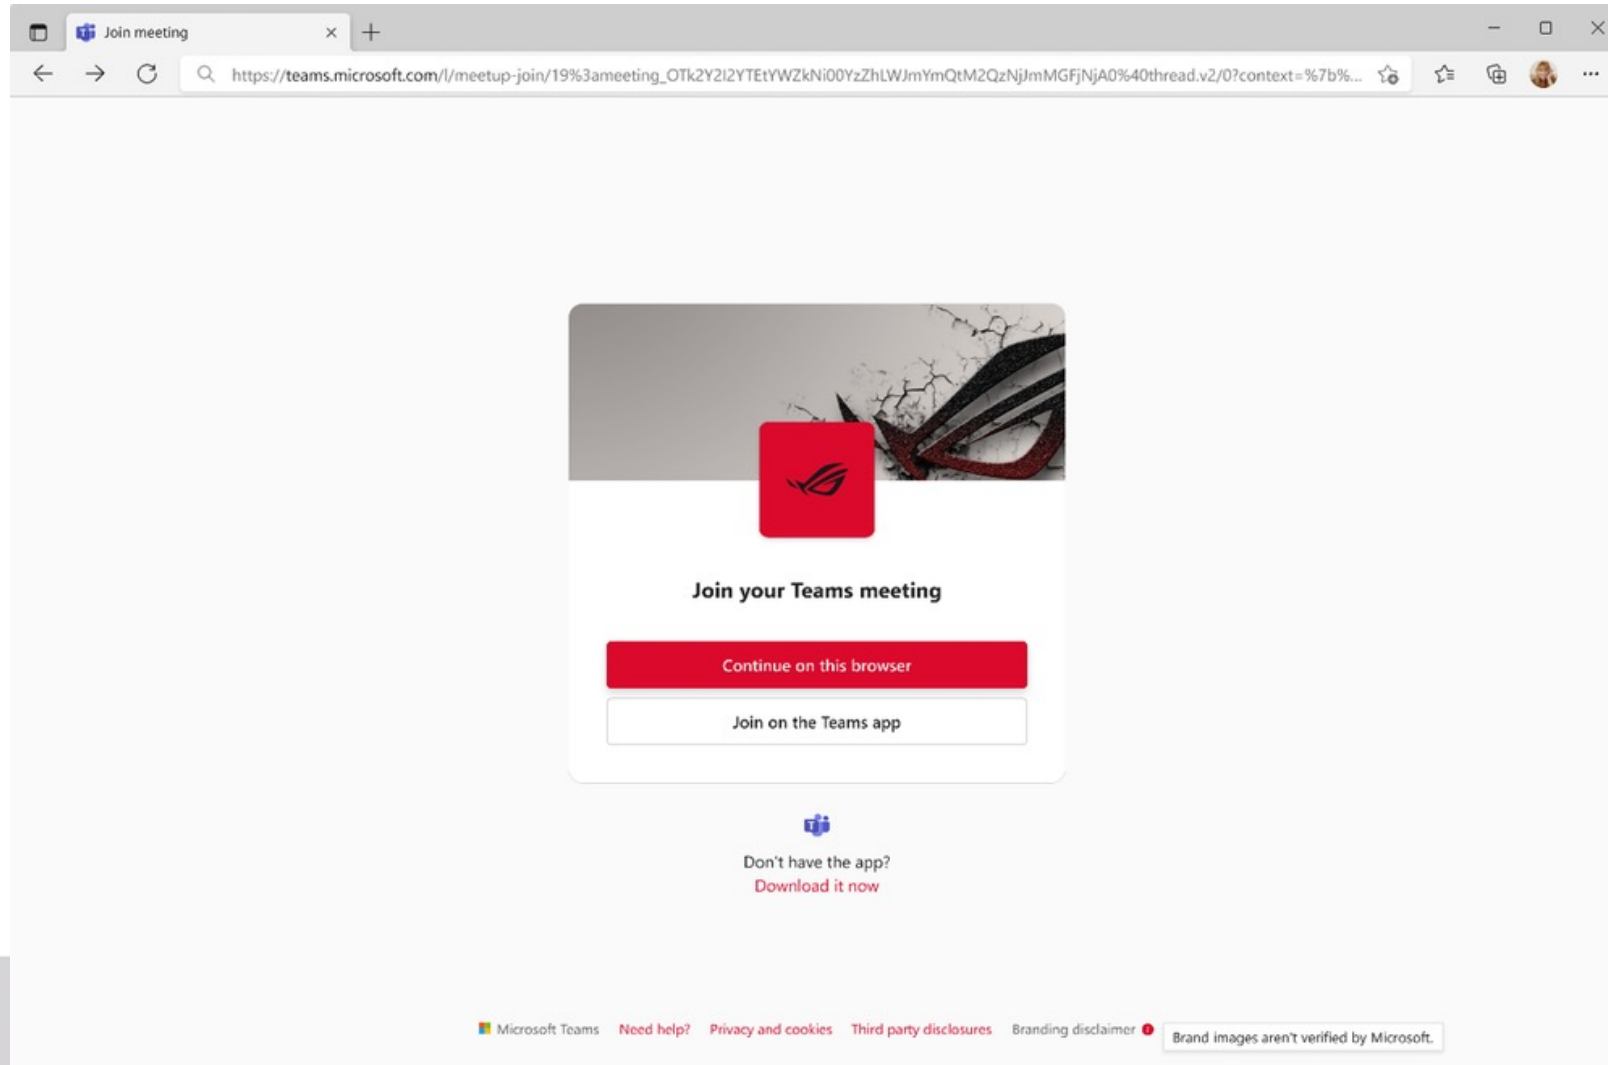 Join meeting
https://teams.microsoft.com/l/meetup-join/19%3ameeting_OTk2Y2I2YTEtYWZkNi00YzZhLWJmYmQtM2QzNjJmMGFjNjA0%40thread.v2/0?context=%7b%...
Join your Teams meeting
Continue on this browser
Join on the Teams app
Don't have the app?
Download it now
Microsoft Teams Need help? Privacy and cookies Third party disclosures Branding disclaimer Brand images aren't verified by Microsoft.